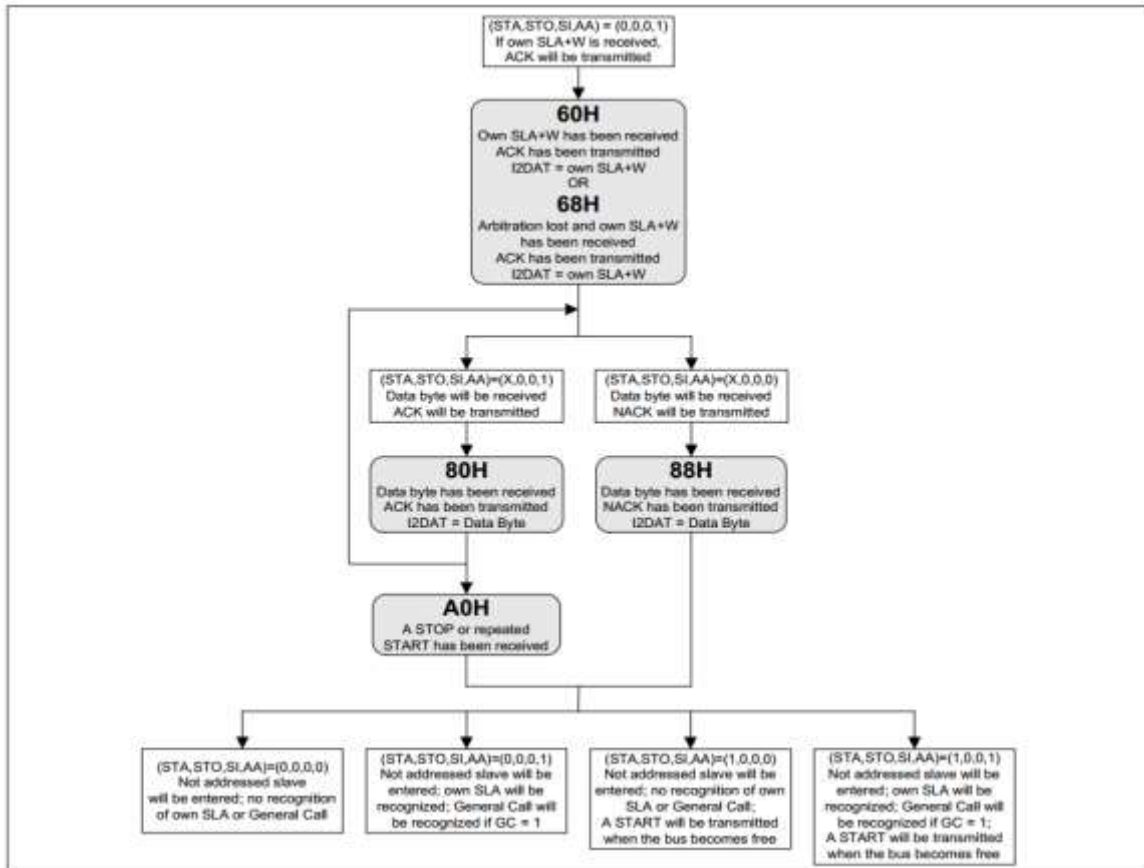 (STA,STO,SI,AA) = (0,0,0,1)
If own SLA+W is received,
ACK will be transmitted
60H
Own SLA+W has been received
ACK has been transmitted
I2DAT = own SLA+W
OR
68H
Arbitration lost and own SLA+W
has been received
ACK has been transmitted
I2DAT = own SLA+W
(STA,STO,SI,AA)=(X,0,0,1)
Data byte will be received
ACK will be transmitted
(STA,STO,SI,AA)=(X,0,0,0)
Data byte will be received
NACK will be transmitted
80H
Data byte has been received
ACK has been transmitted
I2DAT = Data Byte
88H
Data byte has been received
NACK has been transmitted
I2DAT = Data Byte
A0H
A STOP or repeated
START has been received
(STA,STO,SI,AA)=(0,0,0,0)
Not addressed slave
will be entered; no recognition
of own SLA or General Call
(STA,STO,SI,AA)=(0,0,0,1)
Not addressed slave will be
entered; own SLA will be
recognized; General Call will
be recognized if GC = 1
(STA,STO,SI,AA)=(1,0,0,0)
Not addressed slave will be
entered; no recognition of own
SLA or General Call;
A START will be transmitted
when the bus becomes free
(STA,STO,SI,AA)=(1,0,0,1)
Not addressed slave will be
entered; own SLA will be
recognized; General Call will
be recognized if GC = 1;
A START will be transmitted
when the bus becomes free